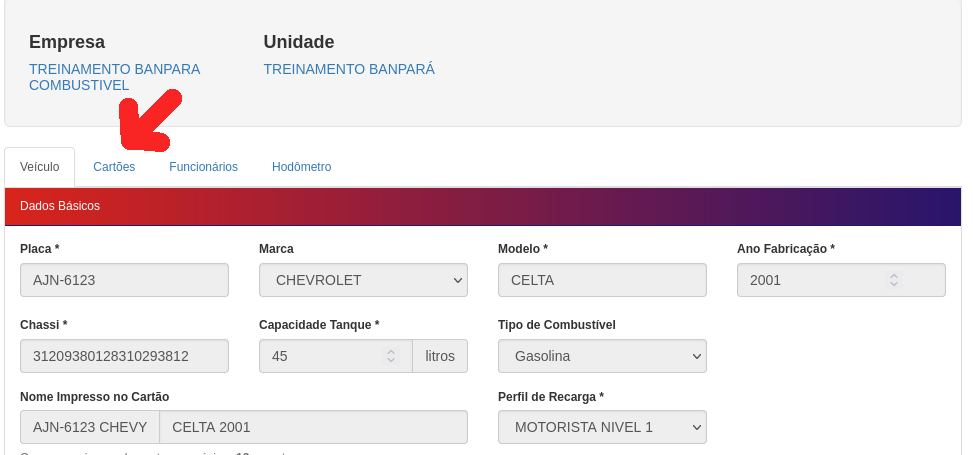 Empresa
Unidade
TREINAMENTO BANPARA
COMBUSTIVEL
TREINAMENTO BANPARÁ
Veículo
Cartões
Funcionários
Hodômetro
Dados Básicos
Placa *
Marca
Modelo *
Ano Fabricação *
AJN-6123
CHEVROLET
CELTA
2001
Chassi *
Capacidade Tanque *
Tipo de Combustível
31209380128310293812
45
litros
Gasolina
Nome Impresso no Cartão
Perfil de Recarga *
AJN-6123 CHEVY
CELTA 2001
MOTORISTA NIVEL 1